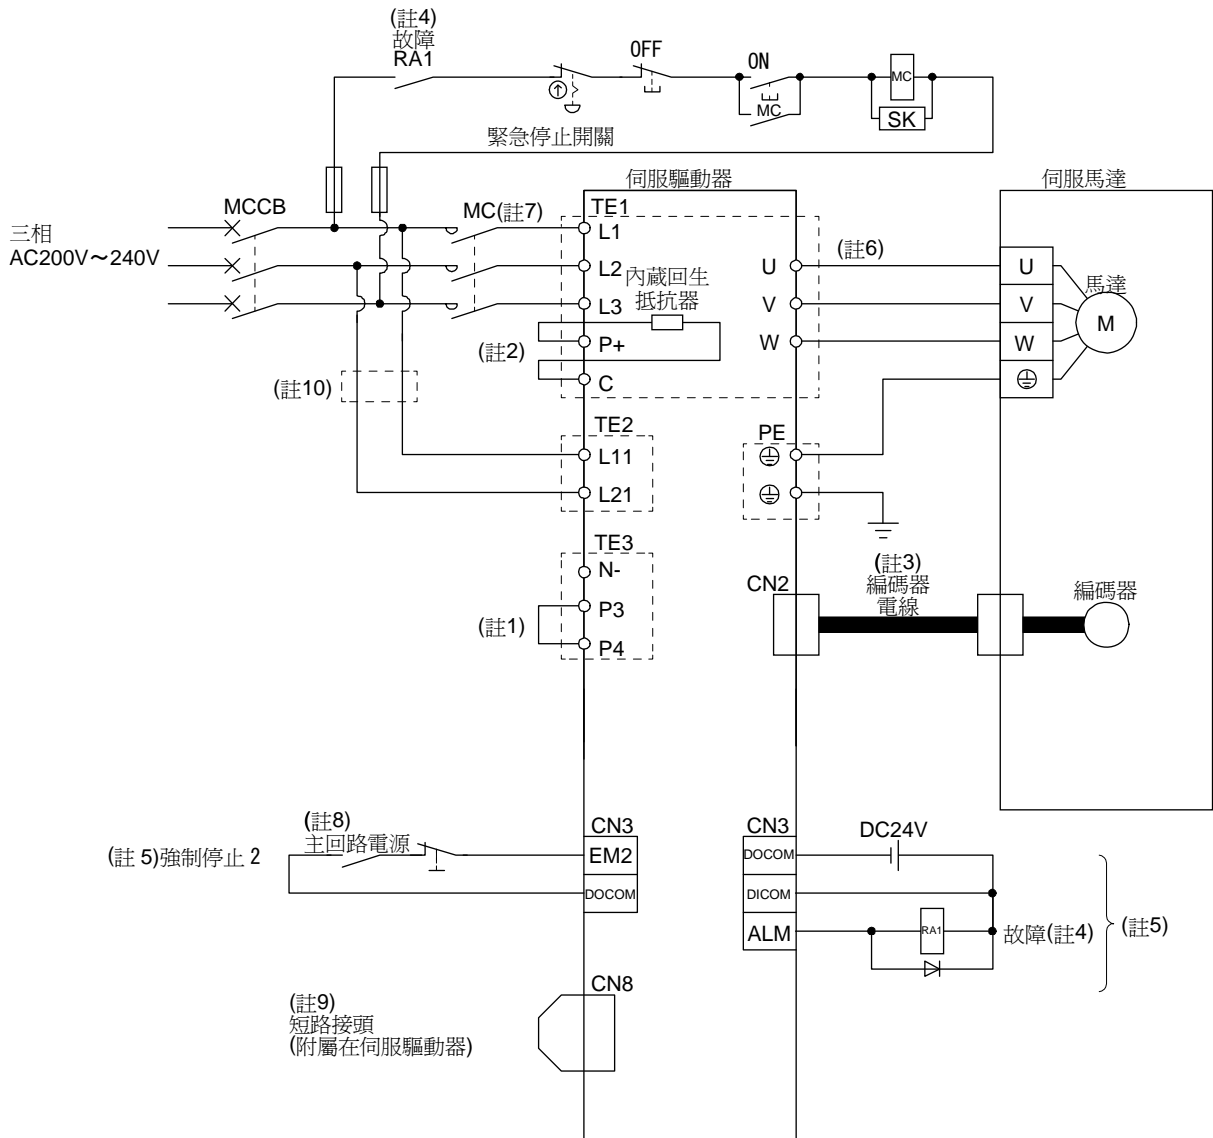 (註4)
故障
RA1
OFF
ON
MC
MC
SK
緊急停止開關
伺服驅動器
伺服馬達
MCCB
MC(註7)
TE1
三相
AC200V～240V
L1
L2
L3
P+
C
內蔵回生
抵抗器
(註2)
U
V
W
(註6)
U
V
W
馬達
M
(註10)
TE2
L11
L21
PE
TE3
N-
P3
P4
(註1)
CN2
(註3)
編碼器
電線
編碼器
(註8)
主回路電源
(註 5)強制停止 2
CN3
EM2
DOCOM
CN3
DOCOM
DICOM
ALM
DC24V
RA1
故障(註4)
(註5)
CN8
(註9)
短路接頭
(附屬在伺服驅動器)